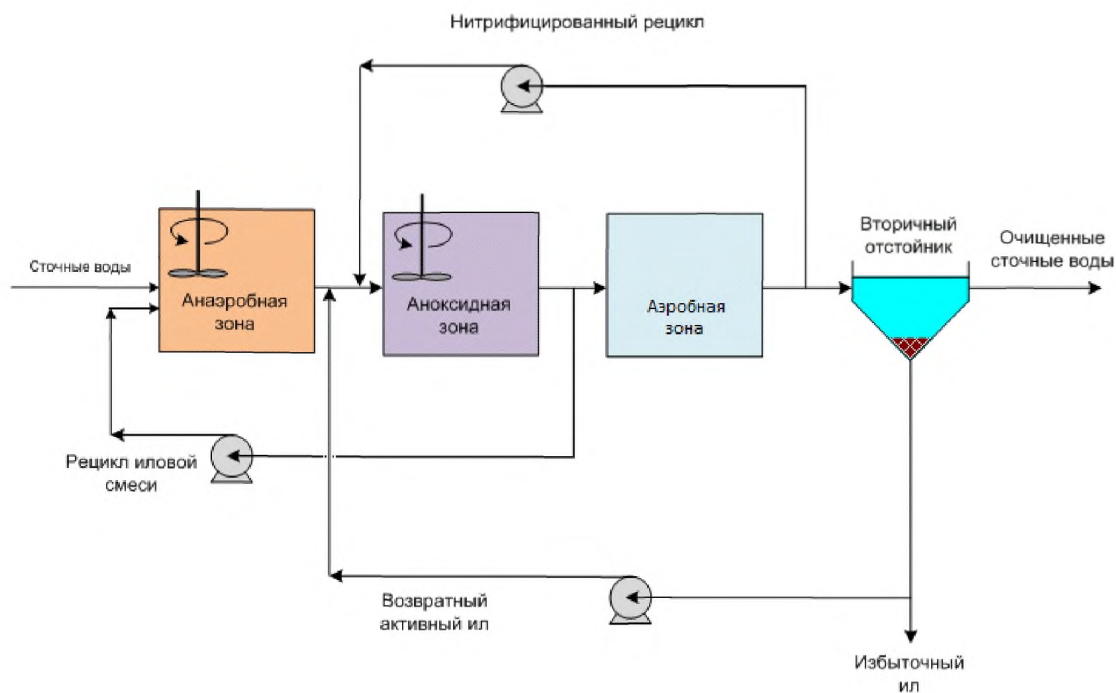 Нитрифицированный рецикл
Сточные воды
Анаэробная
зона
Аноксидная
зона
Аэробная
зона
Вторичный
отстойник
Очищенные
сточные воды
Рецикл иловой
смеси
Возвратный
активный ил
Избыточный
ил